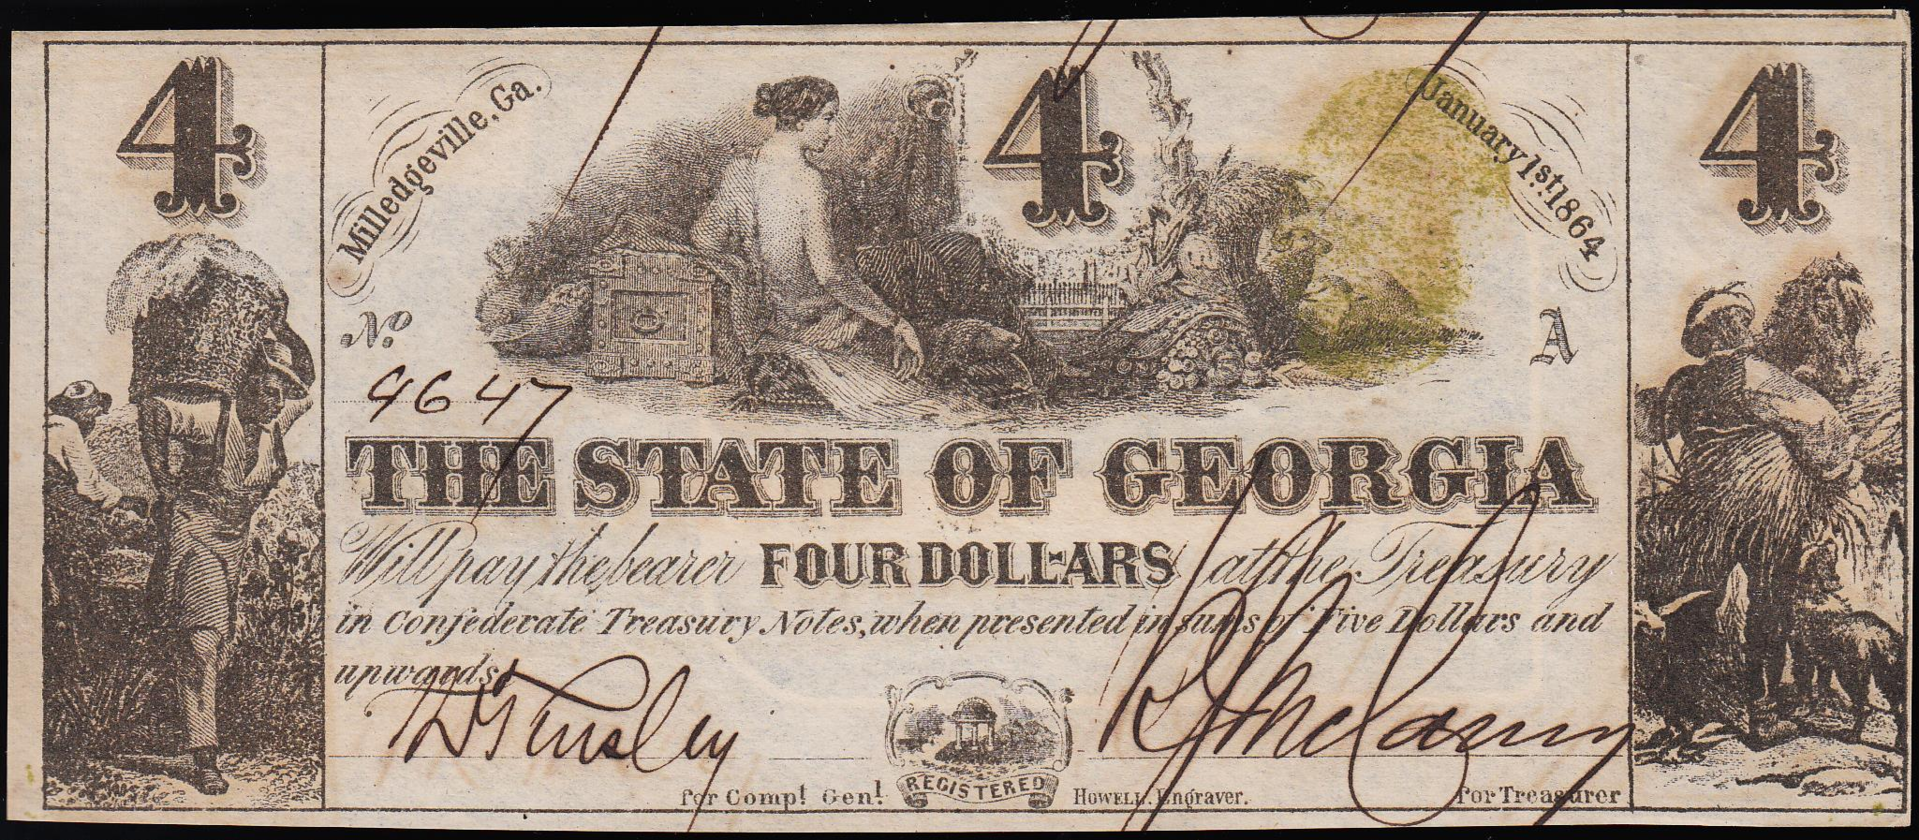 4 4 4
Milledgeville, Ga.
January 1st. 1864
No
9647
A
THE STATE OF GEORGIA
Will pay the bearer FOUR DOLLARS at the Treasury
in Confederate Treasury Notes, when presented in sums of Five Dollars and
upwards.
for Compt Genl
REGISTERED
HOWELL, Engraver.
for Treasurer